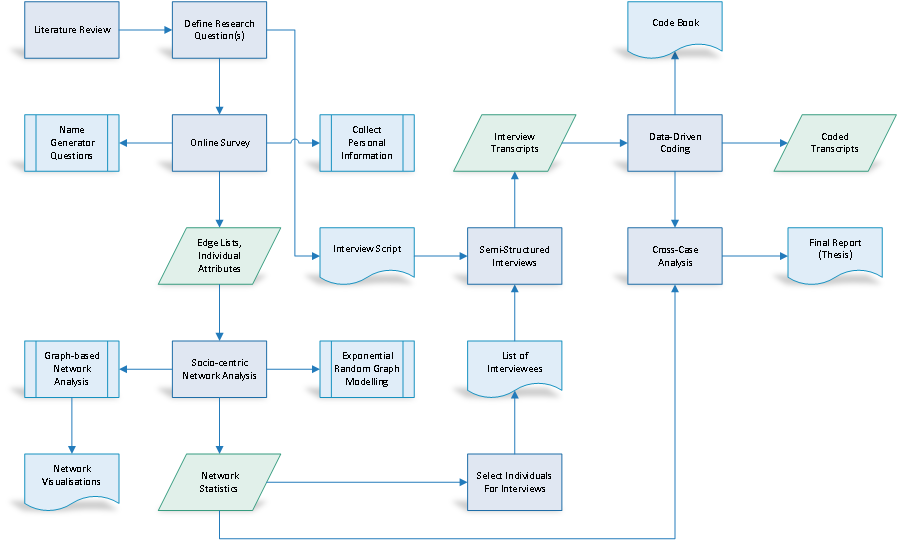 Literature Review
Define Research
Question(s)
Code Book
Name
Generator
Questions
Online Survey
Collect
Personal
Information
Interview
Transcripts
Data-Driven
Coding
Coded
Transcripts
Edge Lists,
Individual
Attributes
Interview Script
Semi-Structured
Interviews
Cross-Case
Analysis
Final Report
(Thesis)
Graph-based
Network
Analysis
Socio-centric
Network Analysis
Exponential
Random Graph
Modelling
List of
Interviewees
Network
Visualisations
Network
Statistics
Select Individuals
For Interviews